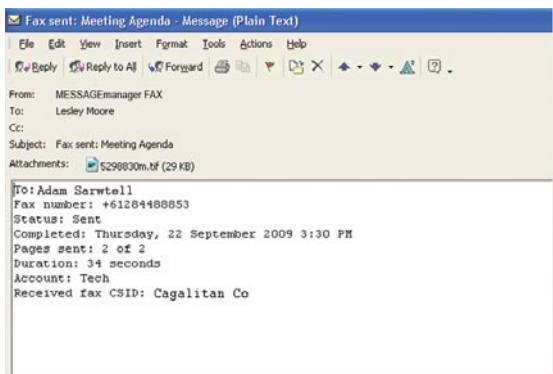 Fax sent: Meeting Agenda - Message (Plain Text)
File Edit View Insert Format Tools Actions Help
Reply Reply to All Forward
From: MESSAGEmanager FAX
To: Lesley Moore
Cc:
Subject: Fax sent: Meeting Agenda
Attachments: 5298830m.tif (29 KB)
To: Adam Sarwtell
Fax number: +61284488853
Status: Sent
Completed: Thursday, 22 September 2009 3:30 PM
Pages sent: 2 of 2
Duration: 34 seconds
Account: Tech
Received fax CSID: Cagalitan Co